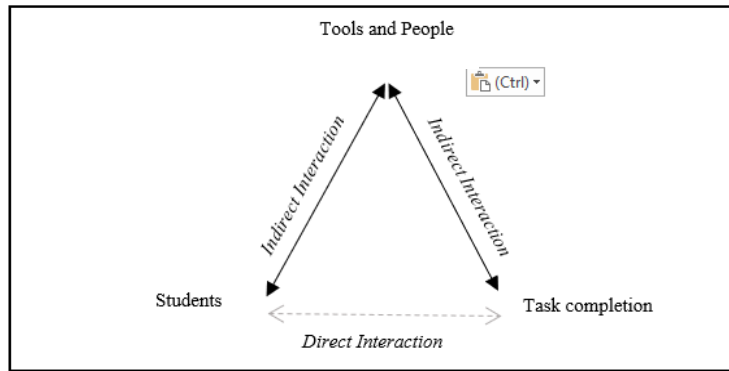 Tools and People
(Ctrl)
Indirect Interaction
Indirect Interaction
Students
Task completion
Direct Interaction